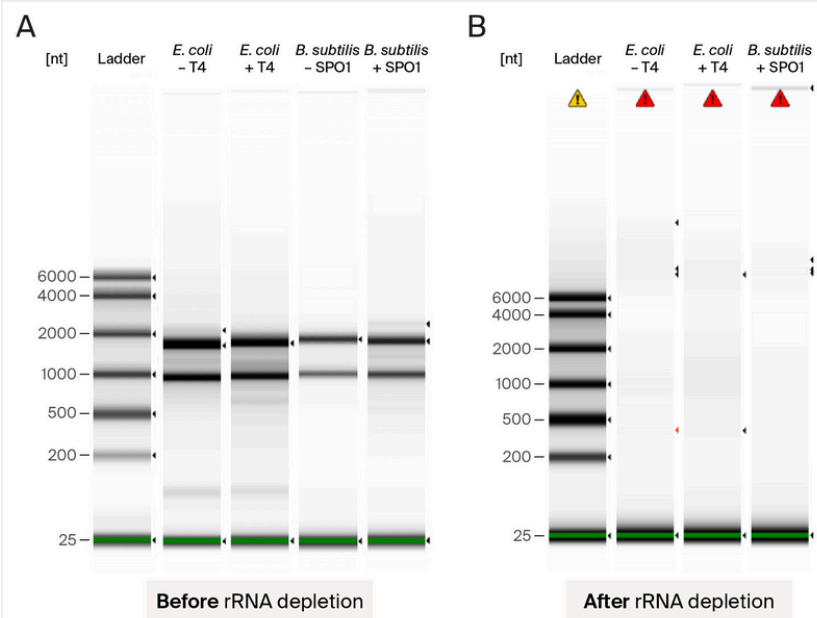 A
[nt]
Ladder
E. coli
– T4
E. coli
+ T4
B. subtilis
– SPO1
B. subtilis
+ SPO1
6000
4000
2000
1000
500
200
25
Before rRNA depletion
B
[nt]
Ladder
E. coli
– T4
E. coli
+ T4
B. subtilis
+ SPO1
6000
4000
2000
1000
500
200
25
After rRNA depletion